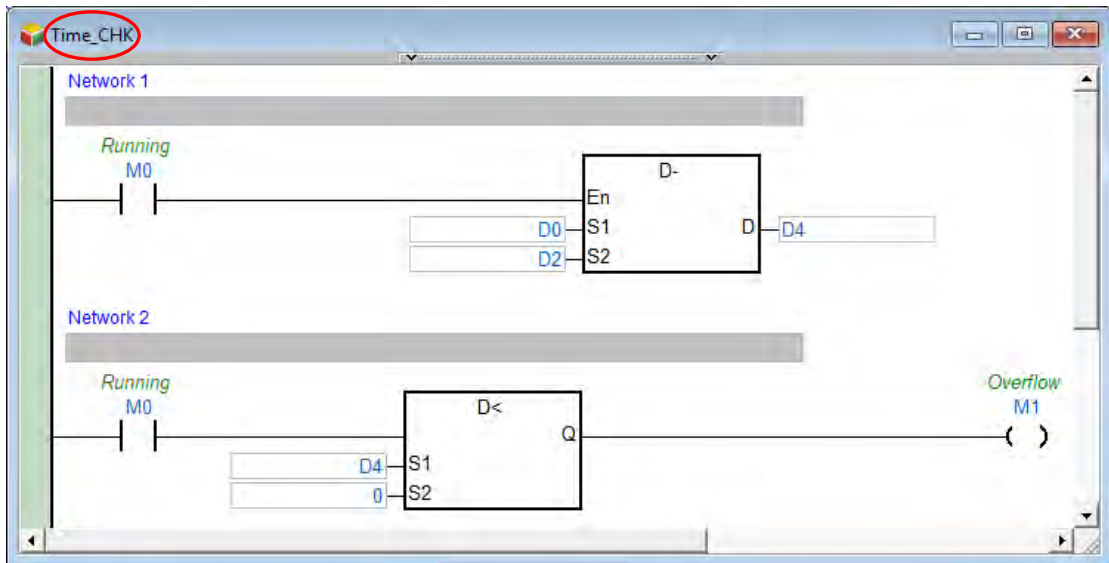 Time_CHK
Network 1
Running
M0
D-
En
D0 S1 D D4
D2 S2
Network 2
Running Overflow
M0 D< M1
Q
D4 S1
0 S2